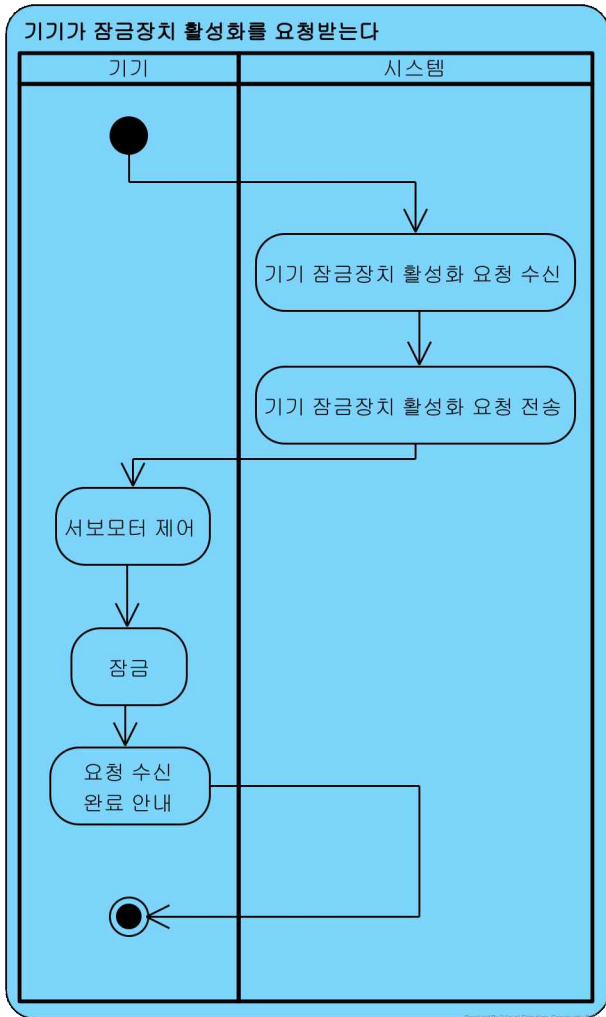 기기가 잠금장치 활성화를 요청받는다
기기
시스템
기기 잠금장치 활성화 요청 수신
기기 잠금장치 활성화 요청 전송
서보모터 제어
잠금
요청 수신
완료 안내